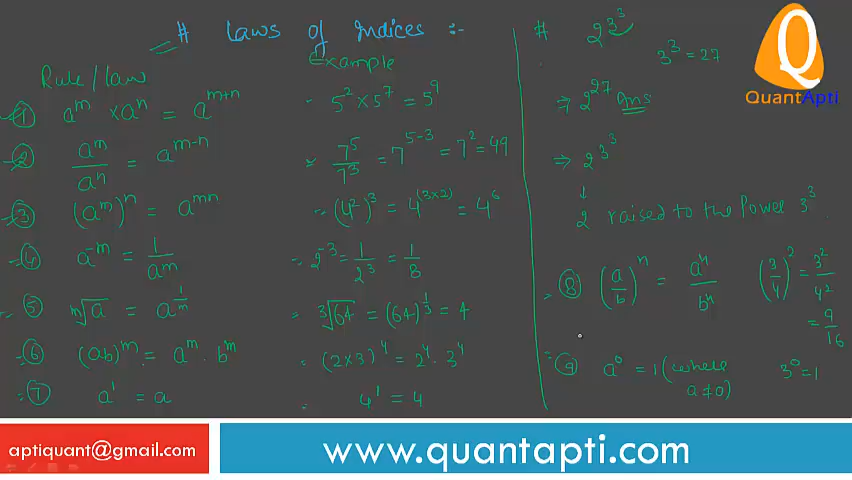 # Laws of Indices :-
Rule/law Example
① a^m × a^n = a^(m+n) 5^2 × 5^7 = 5^9
② a^m/a^n = a^(m-n) 7^5/7^3 = 7^(5-3) = 7^2 = 49
③ (a^m)^n = a^(mn) (4^2)^3 = 4^(3×2) = 4^6
④ a^(-m) = 1/a^m 2^(-3) = 1/2^3 = 1/8
⑤ ᵐ√a = a^(1/m) ³√64 = (64)^(1/3) = 4
⑥ (ab)^m = a^m . b^m (2×3)^4 = 2^4 . 3^4
⑦ a^1 = a 4^1 = 4
# 2^3^3
3^3 = 27
⇒ 2^27 Ans
⇒ 2^3^3
↓
2 raised to the Power 3^3.
⑧ (a/b)^n = a^n/b^n (3/4)^2 = 3^2/4^2
= 9/16
⑨ a^0 = 1 (where 3^0 = 1
a ≠ 0)
Q
QuantApti
aptiquant@gmail.com
www.quantapti.com